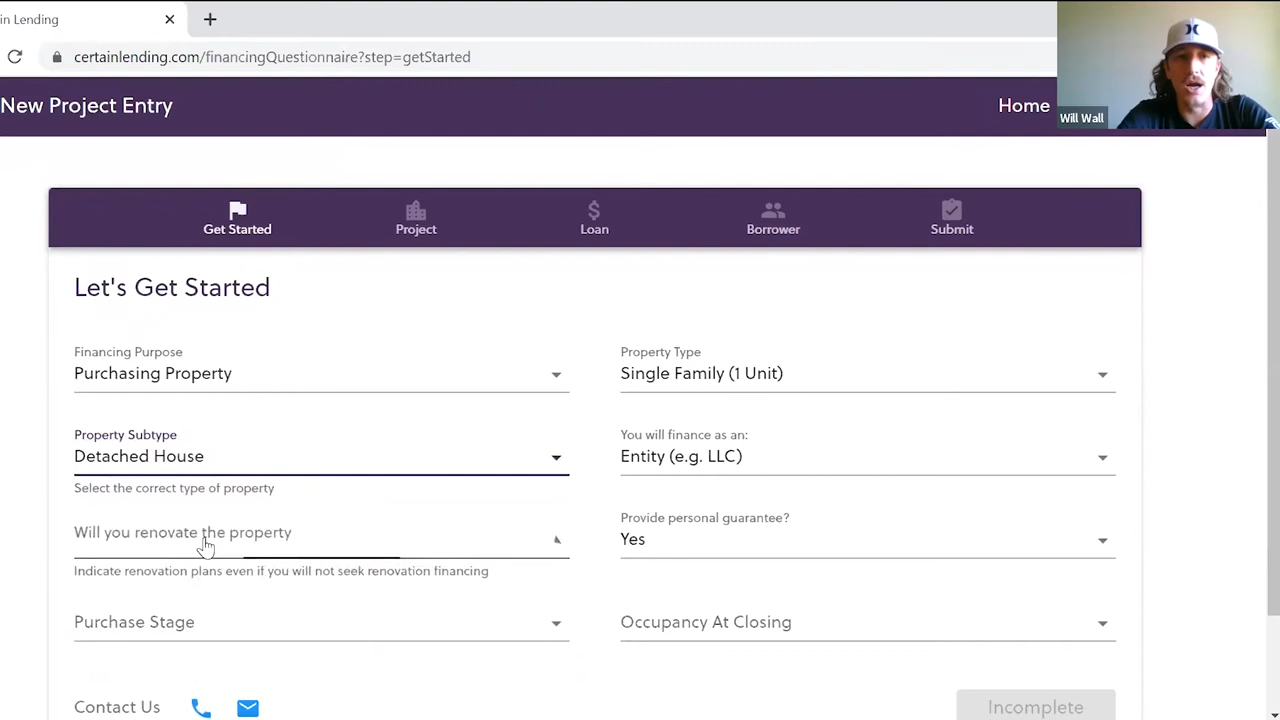 in Lending
certainlending.com/financingQuestionnaire?step=getStarted
New Project Entry
Home
Will Wall
Get Started
Project
Loan
Borrower
Submit
Let's Get Started
Financing Purpose
Purchasing Property
Property Type
Single Family (1 Unit)
Property Subtype
Detached House
Select the correct type of property
You will finance as an:
Entity (e.g. LLC)
Will you renovate the property
Indicate renovation plans even if you will not seek renovation financing
Provide personal guarantee?
Yes
Purchase Stage
Occupancy At Closing
Contact Us
Incomplete